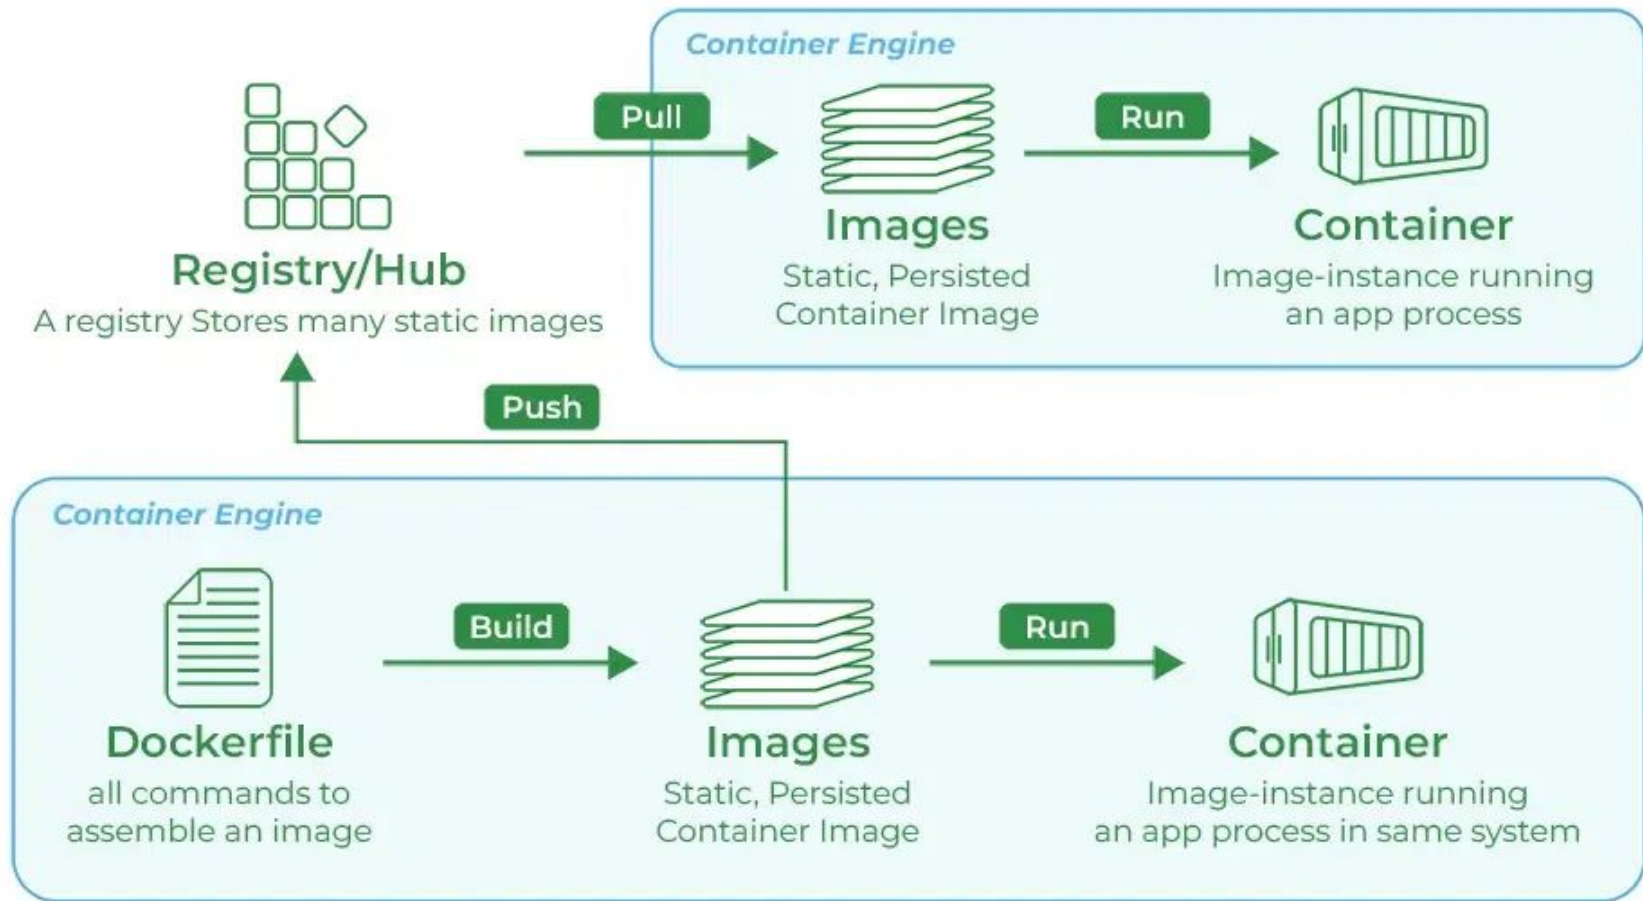 Container Engine
Pull
Run
Registry/Hub
A registry Stores many static images
Images
Static, Persisted
Container Image
Container
Image-instance running
an app process
Push
Container Engine
Build
Run
Dockerfile
all commands to
assemble an image
Images
Static, Persisted
Container Image
Container
Image-instance running
an app process in same system